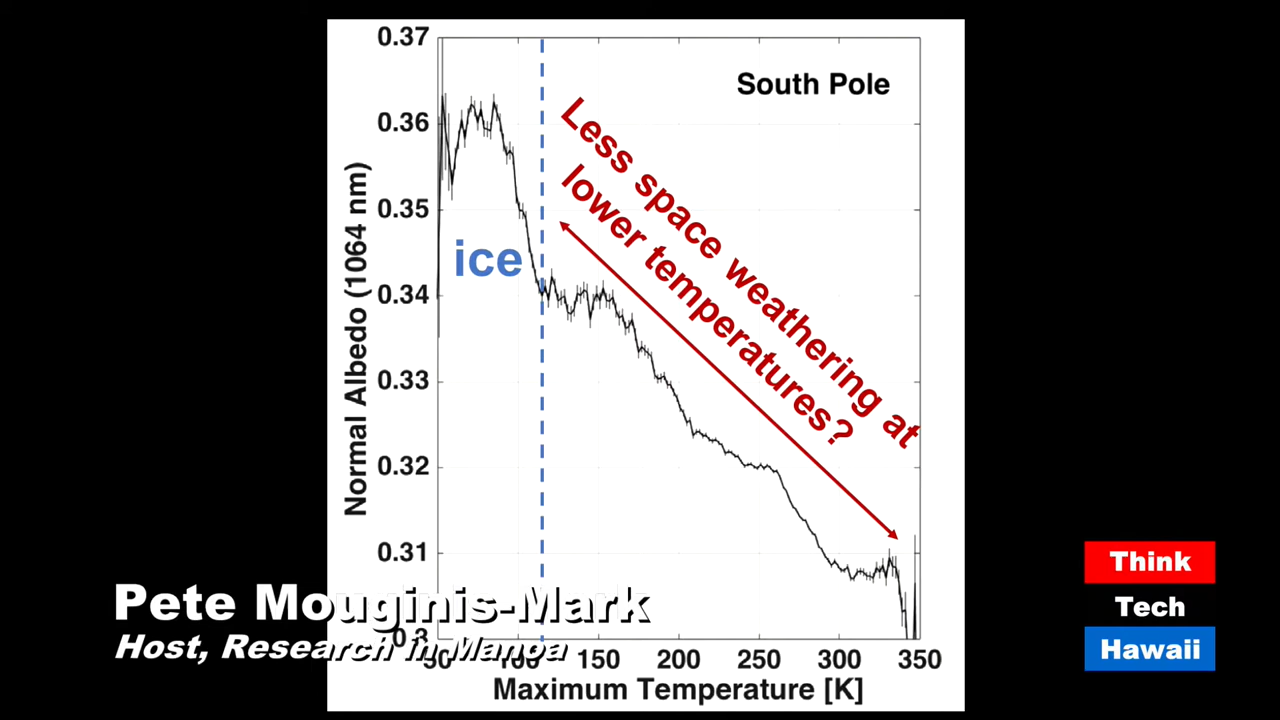 0.37
South Pole
0.36
0.35
0.34
0.33
0.32
0.31
Normal Albedo (1064 nm)
ice
Less space weathering at
lower temperatures?
Pete Mouginis-Mark
Host, Research in Manoa
150
200
250
300
350
Maximum Temperature [K]
Think
Tech
Hawaii